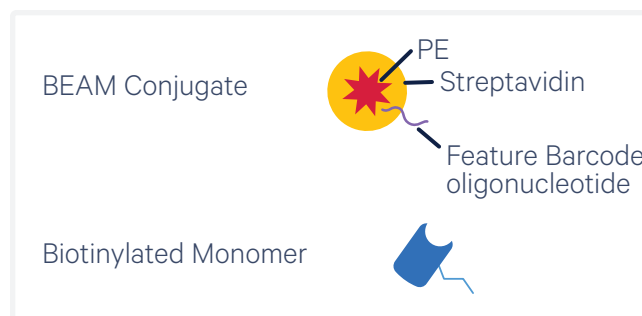 PE
BEAM Conjugate
Streptavidin
Feature Barcode
oligonucleotide
Biotinylated Monomer